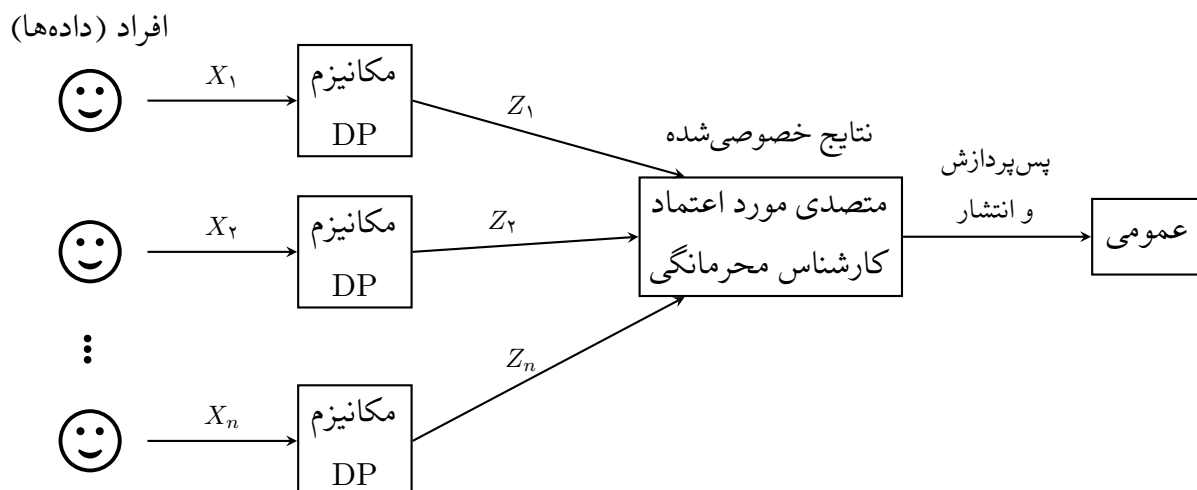 افراد (داده‌ها)
X۱
مکانیزم
DP
Z۱
X۲
مکانیزم
DP
Z۲
Xn
مکانیزم
DP
Zn
نتایج خصوصی‌شده
متصدی مورد اعتماد
کارشناس محرمانگی
پس‌پردازش
و انتشار
عمومی